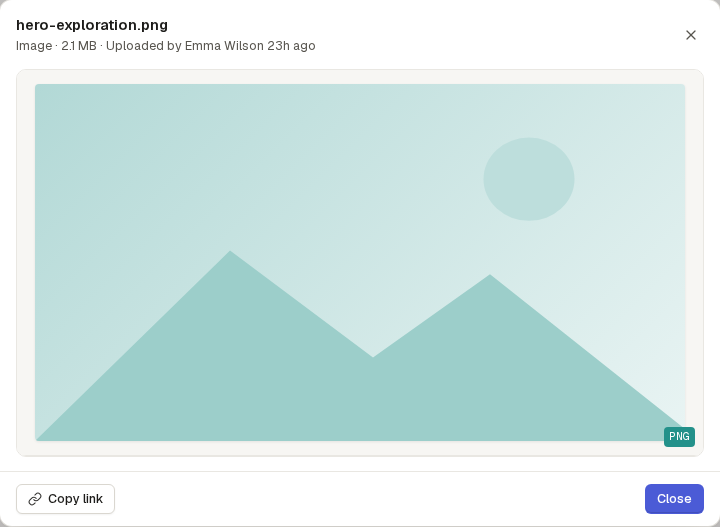 hero-exploration.png
Image · 2.1 MB · Uploaded by Emma Wilson 23h ago
PNG
Copy link
Close